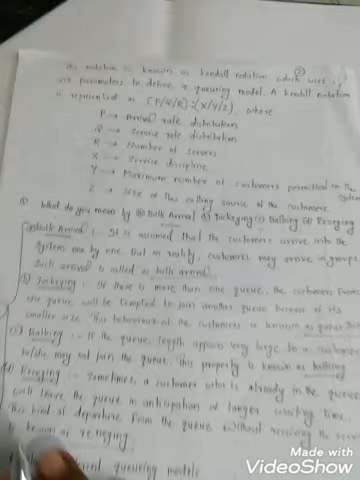 this notation is known as kendall notation which uses
six parameters to define a queueing model. A kendall notation
is represented as (P/Q/R):(X/Y/Z), where
P → Arrival rate distribution
Q → Service rate distribution
R → Number of servers
X → Service discipline
Y → Maximum number of customers permitted in the system
Z → Size of the calling source of the customers.
What do you mean by (a) Bulk Arrival (b) Jockeying (c) Balking (d) Reneging
Bulk Arrival : It is assumed that the customers arrive into the
system one by one. But in reality, customers may arrive in groups.
Such arrival is called as bulk arrival.
(b) Jockeying : If there is more than one queue, the customers from
one queue will be tempted to join another queue because of its
smaller size. This behaviour of the customers is known as queue
(c) Balking :- If the queue length appears very large to a customer
he/she may not join the queue. This property is known as balking
(d) Reneging :- Sometimes, a customer who is already in the queue
will leave the queue in anticipation of longer waiting time.
This kind of departure from the queue without receiving the
is known as reneging.
queueing models
Made with
VideoShow